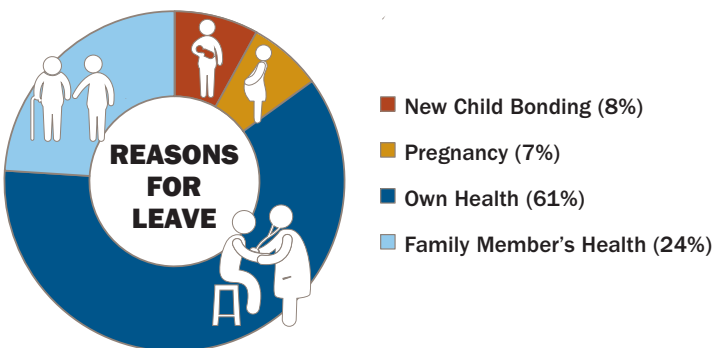 REASONS
FOR
LEAVE
New Child Bonding (8%)
Pregnancy (7%)
Own Health (61%)
Family Member’s Health (24%)